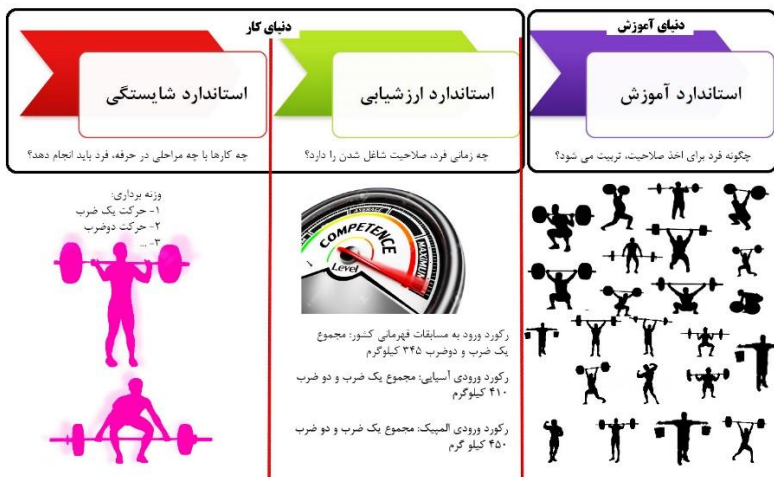 دنیای آموزش
استاندارد آموزش
چگونه فرد برای اخذ صلاحیت، تربیت می شود؟
دنیای کار
استاندارد ارزشیابی
چه زمانی فرد، صلاحیت شاغل شدن را دارد؟
AVERAGE
MAXIMUM
COMPETENCE
Level
رکورد ورود به مسابقات قهرمانی کشور: مجموع
یک ضرب و دوضرب ۳۴۵ کیلوگرم
رکورد ورودی آسیایی: مجموع یک ضرب و دو ضرب
۴۱۰ کیلوگرم
رکورد ورودی المپیک: مجموع یک ضرب و دو ضرب
۴۵۰ کیلو گرم
استاندارد شایستگی
چه کارها با چه مراحلی در حرفه، فرد باید انجام دهد؟
وزنه برداری:
۱- حرکت یک ضرب
۲- حرکت دوضرب
۳- ...